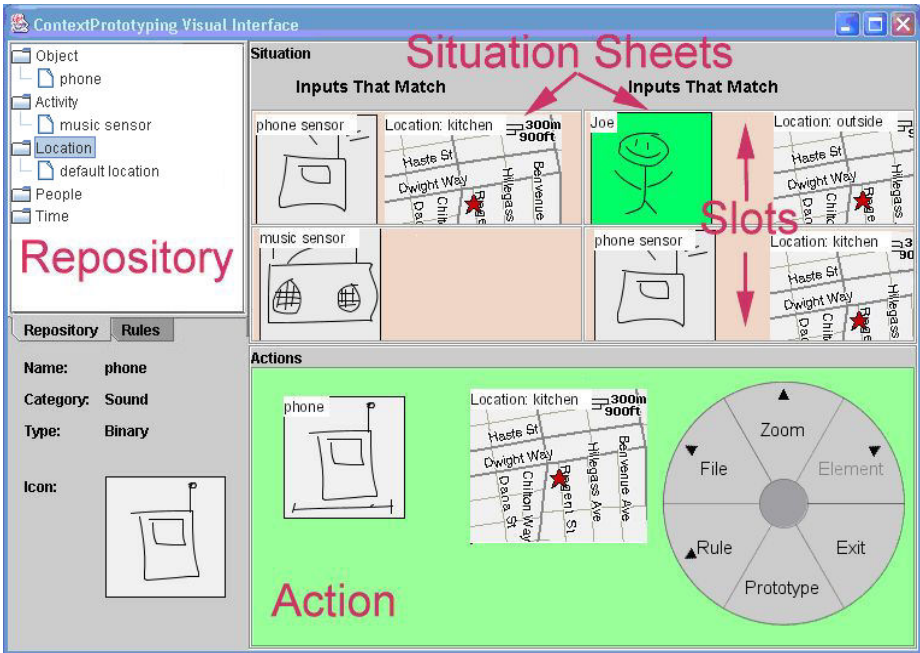 ContextPrototyping Visual Interface
Object
phone
Activity
music sensor
Location
default location
People
Time
Repository
Repository
Rules
Name: phone
Category: Sound
Type: Binary
Icon:
Situation
Situation Sheets
Inputs That Match
Inputs That Match
phone sensor
Location: kitchen
300m
900ft
Haste St
Dwight Way
Hillegass
Benvenue
Joe
Location: outside
Haste St
Dwight Way
Slots
music sensor
phone sensor
Location: kitchen
Haste St
Dwight Way
Hillegass
Actions
phone
Location: kitchen
300m
900ft
Haste St
Dwight Way
Dana St
Chilton Way
Regent St
Hillegass Ave
Benvenue Ave
Action
Zoom
File
Element
Rule
Exit
Prototype